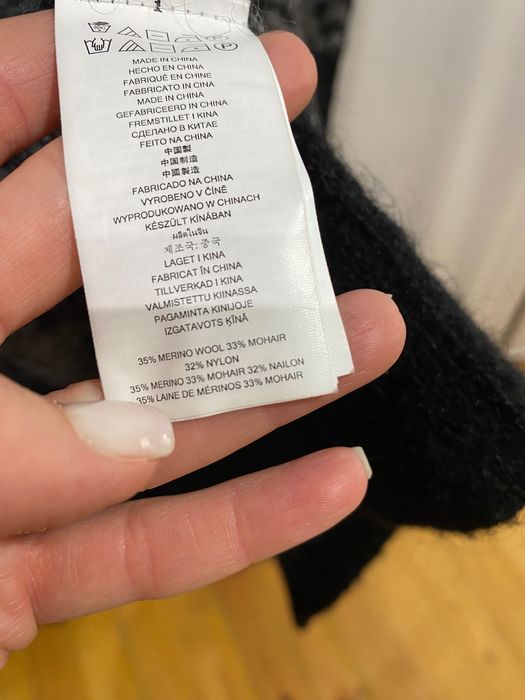 MADE IN CHINA
HECHO EN CHINA
FABRIQUÉ EN CHINE
FABBRICATO IN CINA
MADE IN CHINA
GEFABRICEERD IN CHINA
FREMSTILLET I KINA
СДЕЛАНО В КИТАЕ
FEITO NA CHINA
中国製
中国制造
中國製造
FABRICADO NA CHINA
VYROBENO V ČÍNĚ
WYPRODUKOWANO W CHINACH
KÉSZÜLT KÍNÁBAN
ผลิตในจีน
제조국: 중국
LAGET I KINA
FABRICAT ÎN CHINA
TILLVERKAD I KINA
VALMISTETTU KIINASSA
PAGAMINTA KINIJOJE
IZGATAVOTS ĶĪNĀ
35% MERINO WOOL 33% MOHAIR
32% NYLON
35% MERINO 33% MOHAIR 32% NAILON
35% LAINE DE MÉRINOS 33% MOHAIR